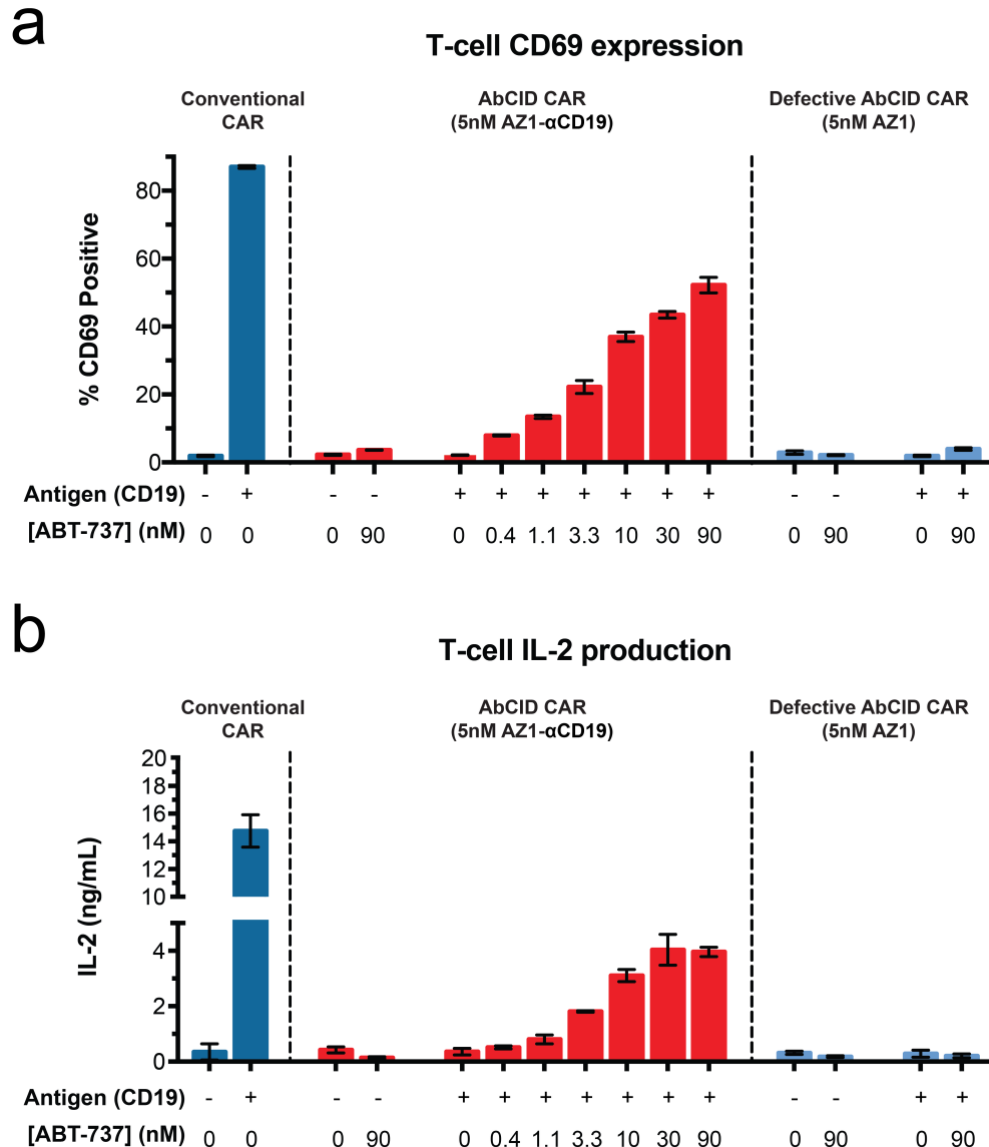 a
T-cell CD69 expression
Conventional CAR
AbCID CAR
(5nM AZ1-αCD19)
Defective AbCID CAR
(5nM AZ1)
% CD69 Positive
80
60
40
20
0
Antigen (CD19) - + - - + + + + + + + - - + +
[ABT-737] (nM) 0 0 0 90 0 0.4 1.1 3.3 10 30 90 0 90 0 90
b
T-cell IL-2 production
Conventional CAR
AbCID CAR
(5nM AZ1-αCD19)
Defective AbCID CAR
(5nM AZ1)
IL-2 (ng/mL)
20
18
16
14
12
10
4
2
0
Antigen (CD19) - + - - + + + + + + + - - + +
[ABT-737] (nM) 0 0 0 90 0 0.4 1.1 3.3 10 30 90 0 90 0 90